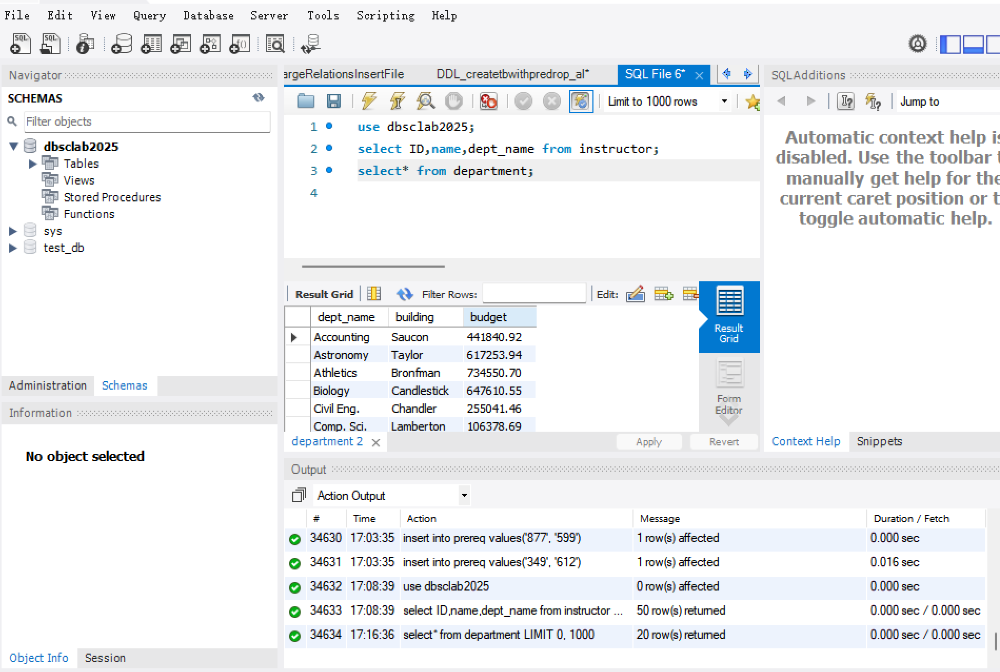 File Edit View Query Database Server Tools Scripting Help
Navigator
SCHEMAS
Filter objects
dbsclab2025
Tables
Views
Stored Procedures
Functions
sys
test_db
Administration Schemas
Information
No object selected
Object Info Session
argeRelationsInsertFile DDL_createtbwithpredrop_al* SQL File 6*
Limit to 1000 rows
1 use dbsclab2025;
2 select ID,name,dept_name from instructor;
3 select* from department;
4
Result Grid Filter Rows: Edit:
dept_name building budget
Accounting Saucon 441840.92
Astronomy Taylor 617253.94
Athletics Bronfman 734550.70
Biology Candlestick 647610.55
Civil Eng. Chandler 255041.46
Comp. Sci. Lamberton 106378.69
Result
Grid
Form
Editor
department 2 Apply Revert
SQLAdditions
Jump to
Automatic context help is
disabled. Use the toolbar t
manually get help for the
current caret position or t
toggle automatic help.
Context Help Snippets
Output
Action Output
# Time Action Message Duration / Fetch
34630 17:03:35 insert into prereq values('877', '599') 1 row(s) affected 0.000 sec
34631 17:03:35 insert into prereq values('349', '612') 1 row(s) affected 0.016 sec
34632 17:08:39 use dbsclab2025 0 row(s) affected 0.000 sec
34633 17:08:39 select ID,name,dept_name from instructor ... 50 row(s) returned 0.000 sec / 0.000 sec
34634 17:16:36 select* from department LIMIT 0, 1000 20 row(s) returned 0.000 sec / 0.000 sec